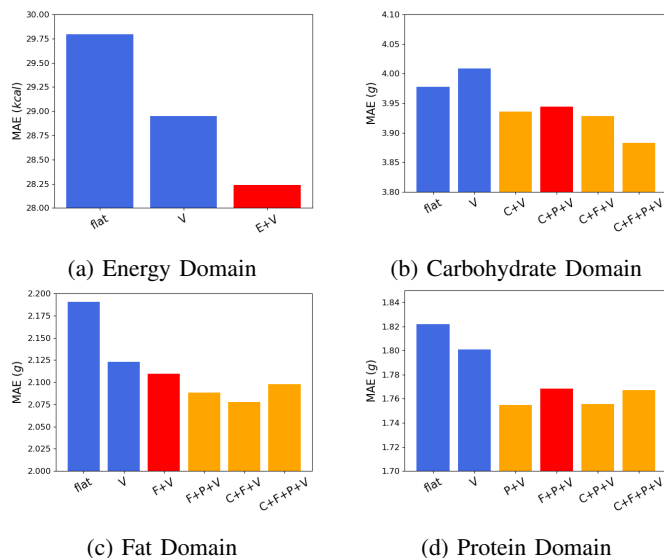 30.00
29.75
29.50
29.25
29.00
28.75
28.50
28.25
28.00
MAE (kcal)
flat V E+V
(a) Energy Domain
4.10
4.05
4.00
3.95
3.90
3.85
3.80
MAE (g)
flat V C+V C+P+V C+F+V C+F+P+V
(b) Carbohydrate Domain
2.200
2.175
2.150
2.125
2.100
2.075
2.050
2.025
2.000
MAE (g)
flat V F+V F+P+V C+F+V C+F+P+V
(c) Fat Domain
1.84
1.82
1.80
1.78
1.76
1.74
1.72
1.70
MAE (g)
flat V P+V F+P+V C+P+V C+F+P+V
(d) Protein Domain